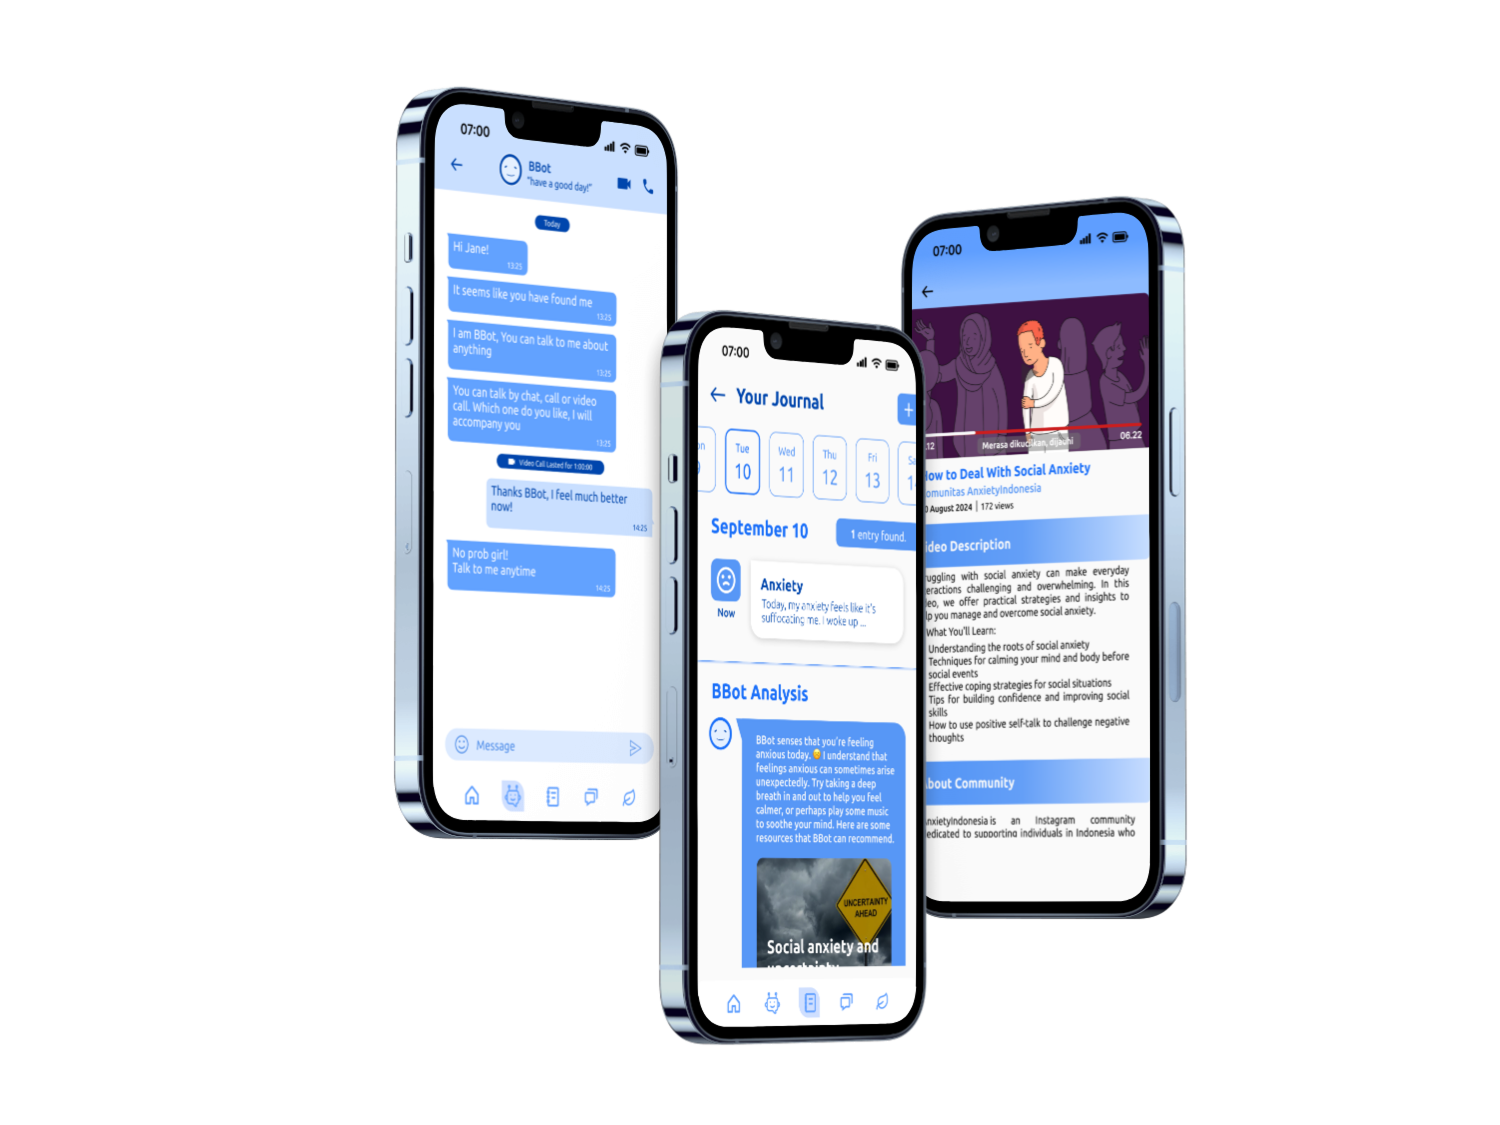 07:00
BBot
"have a good day!"
Today
Hi Jane!
13:25
It seems like you have found me
13:25
I am BBot, You can talk to me about
anything
13:25
You can talk by chat, call or video
call. Which one do you like, I will
accompany you
13:25
Video Call Lasted for 1:00:00
Thanks BBot, I feel much better
now!
14:25
No prob girl!
Talk to me anytime
14:25
Message
07:00
Your Journal
+
Tue
10
Wed
11
Thu
12
Fri
13
September 10
1 entry found.
Now
Anxiety
Today, my anxiety feels like it's
suffocating me. I woke up ...
BBot Analysis
BBot senses that you're feeling
anxious today. I understand that
feelings anxious can sometimes arise
unexpectedly. Try taking a deep
breath in and out to help you feel
calmer, or perhaps play some music
to soothe your mind. Here are some
resources that BBot can recommend.
UNCERTAINTY
AHEAD
Social anxiety and
07:00
.12
Merasa dikucilkan, dijauhi
06.22
ow to Deal With Social Anxiety
omunitas AnxietyIndonesia
0 August 2024 | 172 views
ideo Description
uggling with social anxiety can make everyday
eractions challenging and overwhelming. In this
eo, we offer practical strategies and insights to
lp you manage and overcome social anxiety.
What You'll Learn:
Understanding the roots of social anxiety
Techniques for calming your mind and body before
social events
Effective coping strategies for social situations
Tips for building confidence and improving social
skills
How to use positive self-talk to challenge negative
thoughts
bout Community
nxietyIndonesia is an Instagram community
edicated to supporting individuals in Indonesia who